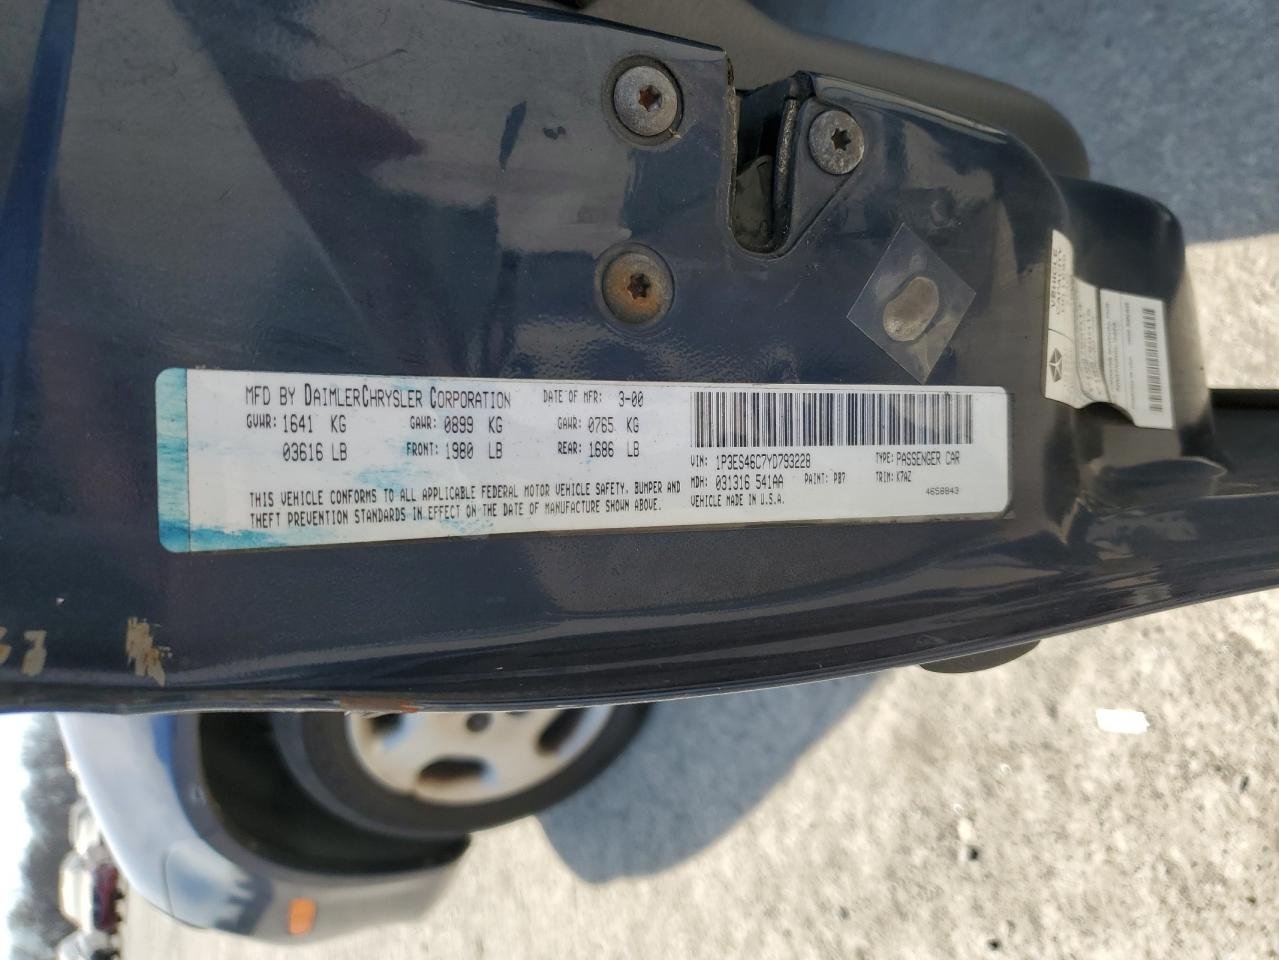 MFD BY DAIMLERCHRYSLER CORPORATION DATE OF MFR: 3-00
GVWR: 1641 KG GAWR: 0899 KG GAWR: 0765 KG
03616 LB FRONT: 1980 LB REAR: 1686 LB
THIS VEHICLE CONFORMS TO ALL APPLICABLE FEDERAL MOTOR VEHICLE SAFETY, BUMPER AND
THEFT PREVENTION STANDARDS IN EFFECT ON THE DATE OF MANUFACTURE SHOWN ABOVE.
VIN: 1P3ES46C7YD793228 TYPE: PASSENGER CAR
MDH: 031316 541AA PAINT: PB7 TRIM: K7AZ
VEHICLE MADE IN U.S.A. 4658843
VEHICLE